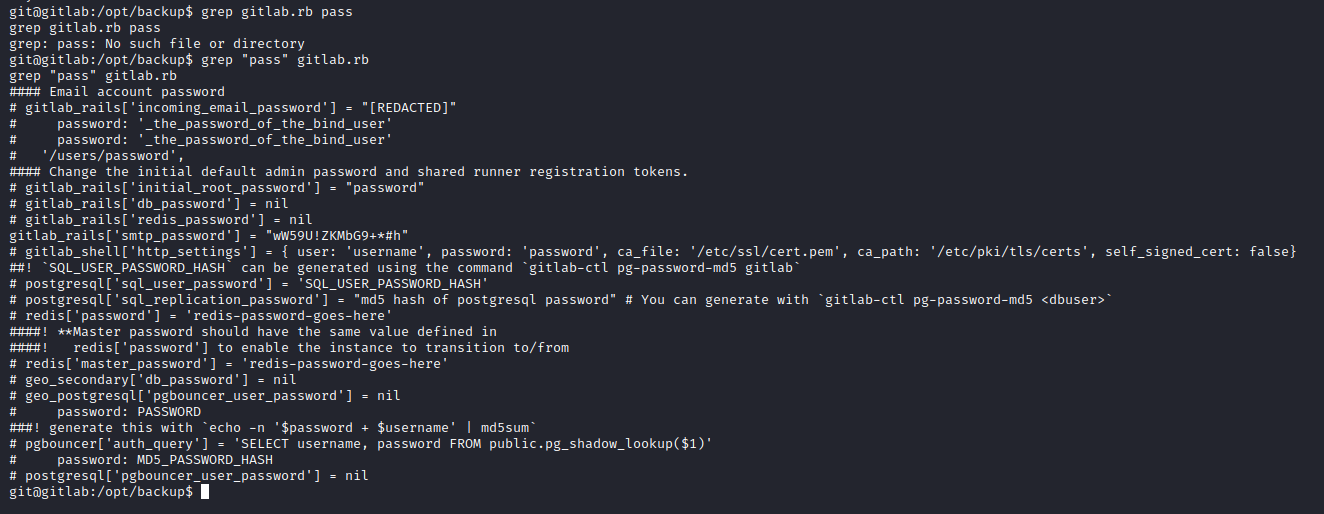 git@gitlab:/opt/backup$ grep gitlab.rb pass
grep gitlab.rb pass
grep: pass: No such file or directory
git@gitlab:/opt/backup$ grep "pass" gitlab.rb
grep "pass" gitlab.rb
#### Email account password
# gitlab_rails['incoming_email_password'] = "[REDACTED]"
#     password: '_the_password_of_the_bind_user'
#     password: '_the_password_of_the_bind_user'
#   '/users/password',
#### Change the initial default admin password and shared runner registration tokens.
# gitlab_rails['initial_root_password'] = "password"
# gitlab_rails['db_password'] = nil
# gitlab_rails['redis_password'] = nil
gitlab_rails['smtp_password'] = "wW59U!ZKMbG9+*#h"
# gitlab_shell['http_settings'] = { user: 'username', password: 'password', ca_file: '/etc/ssl/cert.pem', ca_path: '/etc/pki/tls/certs', self_signed_cert: false}
##! `SQL_USER_PASSWORD_HASH` can be generated using the command `gitlab-ctl pg-password-md5 gitlab`
# postgresql['sql_user_password'] = 'SQL_USER_PASSWORD_HASH'
# postgresql['sql_replication_password'] = "md5 hash of postgresql password" # You can generate with `gitlab-ctl pg-password-md5 <dbuser>`
# redis['password'] = 'redis-password-goes-here'
####! **Master password should have the same value defined in
####!   redis['password'] to enable the instance to transition to/from
# redis['master_password'] = 'redis-password-goes-here'
# geo_secondary['db_password'] = nil
# geo_postgresql['pgbouncer_user_password'] = nil
#     password: PASSWORD
###! generate this with `echo -n '$password + $username' | md5sum`
# pgbouncer['auth_query'] = 'SELECT username, password FROM public.pg_shadow_lookup($1)'
#     password: MD5_PASSWORD_HASH
# postgresql['pgbouncer_user_password'] = nil
git@gitlab:/opt/backup$